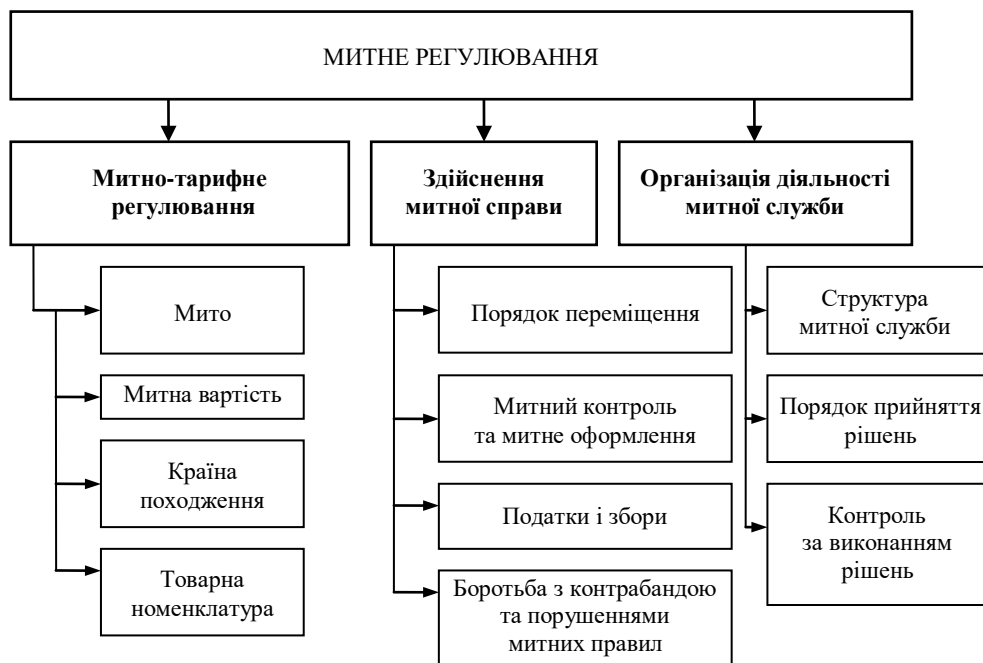 МИТНЕ РЕГУЛЮВАННЯ
Митно-тарифне
регулювання
Здійснення
митної справи
Організація діяльності
митної служби
Мито
Митна вартість
Країна
походження
Товарна
номенклатура
Порядок переміщення
Митний контроль
та митне оформлення
Податки і збори
Боротьба з контрабандою
та порушеннями
митних правил
Структура
митної служби
Порядок прийняття
рішень
Контроль
за виконанням
рішень